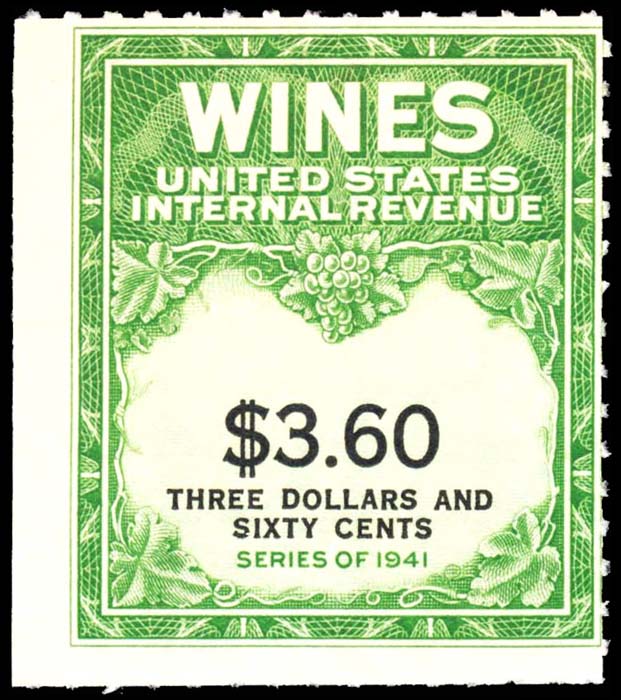 WINES
UNITED STATES
INTERNAL REVENUE
$3.60
THREE DOLLARS AND
SIXTY CENTS
SERIES OF 1941